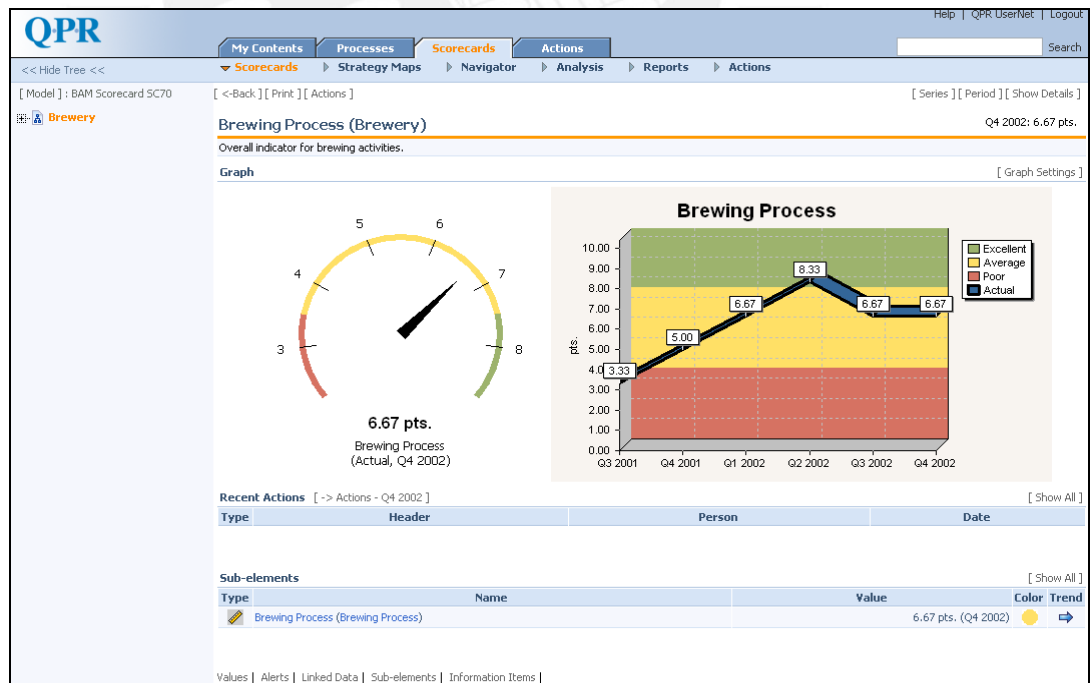 Help | QPR UserNet | Logout
QPR
My Contents Processes Scorecards Actions Search
<< Hide Tree << Scorecards Strategy Maps Navigator Analysis Reports Actions
[ Model ] : BAM Scorecard SC70 [ <-Back ] [ Print ] [ Actions ] [ Series ] [ Period ] [ Show Details ]
Brewery
Brewing Process (Brewery) Q4 2002: 6.67 pts.
Overall indicator for brewing activities.
Graph [ Graph Settings ]
3
4
5
6
7
8
6.67 pts.
Brewing Process
(Actual, Q4 2002)
Brewing Process
10.00
9.00
8.00
7.00
6.00
5.00
4.0
3.00
2.00
1.00
0.00
pts.
3.33
5.00
6.67
8.33
6.67
6.67
Q3 2001 Q4 2001 Q1 2002 Q2 2002 Q3 2002 Q4 2002
Excellent
Average
Poor
Actual
Recent Actions [ -> Actions - Q4 2002 ] [ Show All ]
Type Header Person Date
Sub-elements [ Show All ]
Type Name Value Color Trend
Brewing Process (Brewing Process) 6.67 pts. (Q4 2002)
Values | Alerts | Linked Data | Sub-elements | Information Items |